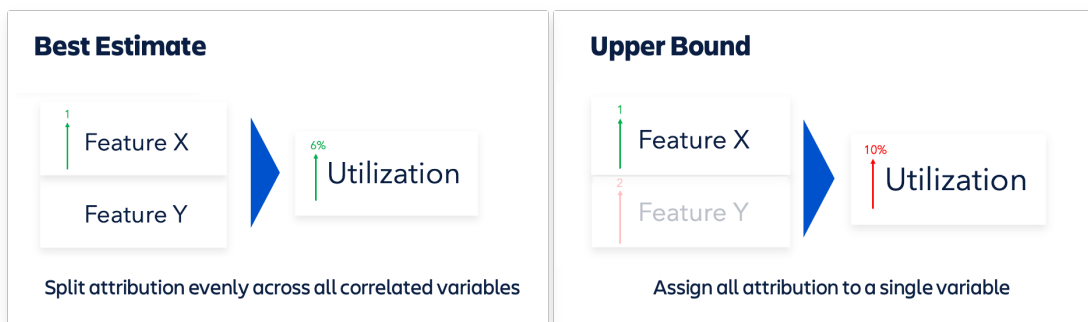 Best Estimate
1
Feature X
Feature Y
6%
Utilization
Split attribution evenly across all correlated variables
Upper Bound
1
Feature X
2
Feature Y
10%
Utilization
Assign all attribution to a single variable